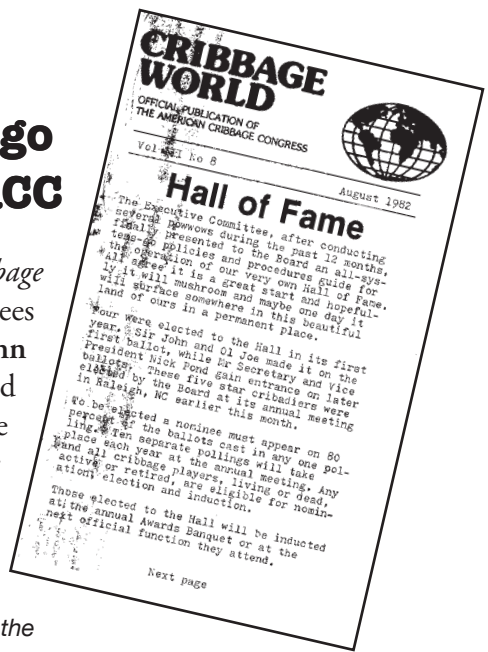 go
ACC
bage
ees
nn
d
e
the
CRIBBAGE
WORLD
OFFICIAL PUBLICATION OF
THE AMERICAN CRIBBAGE CONGRESS
Vol I No 8
August 1982
Hall of Fame
The Executive Committee, after conducting
several powwows during the past 12 months,
finally presented to the Board an all-sys-
tems-go policies and procedures guide for
the operation of our very own Hall of Fame.
All agree it is a great start and hopeful-
ly it will mushroom and maybe one day it
will surface somewhere in this beautiful
land of ours in a permanent place.
Four were elected to the Hall in its first
year. Sir John and Ol Joe made it on the
first ballot, while Mr Secretary and Vice
President Nick Pond gain entrance on later
ballots. These five star cribadiers were
elected by the Board at its annual meeting
in Raleigh, NC earlier this month.
To be elected a nominee must appear on 80
percent of the ballots cast in any one pol-
ling. Ten separate pollings will take
place each year at the annual meeting. Any
and all cribbage players, living or dead,
active or retired, are eligible for nomin-
ation, election and induction.
Those elected to the Hall will be inducted
at the annual Awards Banquet or at the
next official function they attend.
Next page